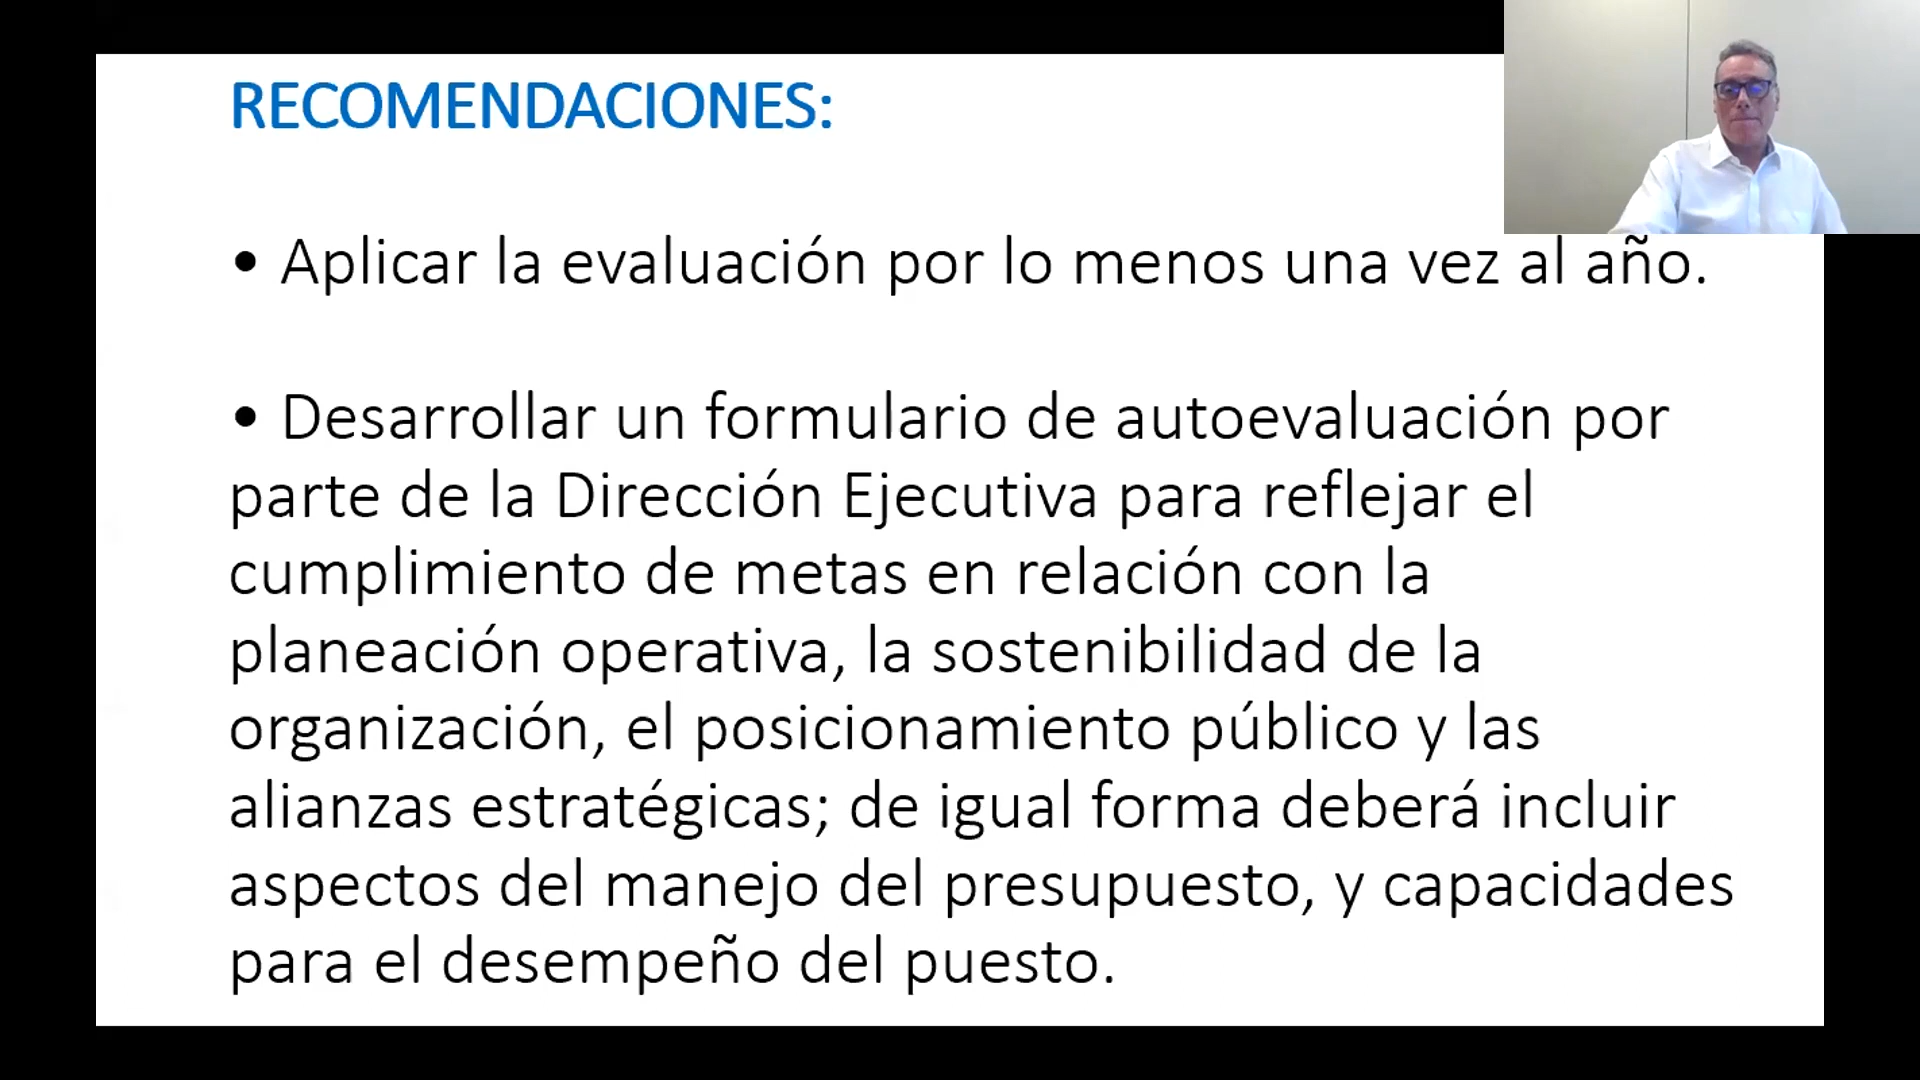 RECOMENDACIONES:
• Aplicar la evaluación por lo menos una vez al año.
• Desarrollar un formulario de autoevaluación por
parte de la Dirección Ejecutiva para reflejar el
cumplimiento de metas en relación con la
planeación operativa, la sostenibilidad de la
organización, el posicionamiento público y las
alianzas estratégicas; de igual forma deberá incluir
aspectos del manejo del presupuesto, y capacidades
para el desempeño del puesto.